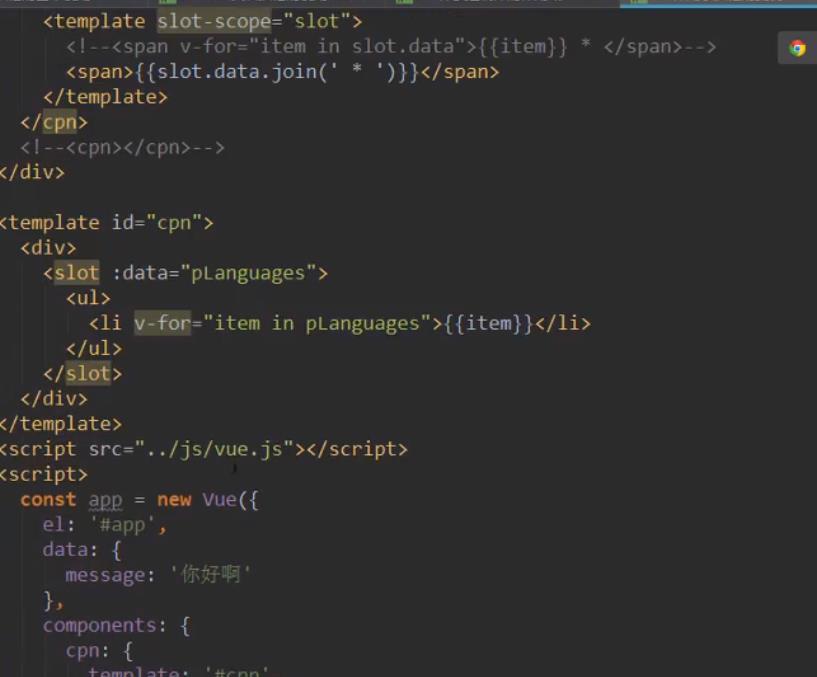 <template slot-scope="slot">
<!--<span v-for="item in slot.data">{{item}} * </span>-->
<span>{{slot.data.join(' * ')}}</span>
</template>
</cpn>
<!--<cpn></cpn>-->
</div>
<template id="cpn">
<div>
<slot :data="pLanguages">
<ul>
<li v-for="item in pLanguages">{{item}}</li>
</ul>
</slot>
</div>
</template>
<script src="../js/vue.js"></script>
<script>
const app = new Vue({
el: '#app',
data: {
message: '你好啊'
},
components: {
cpn: {
template: '#cpn',